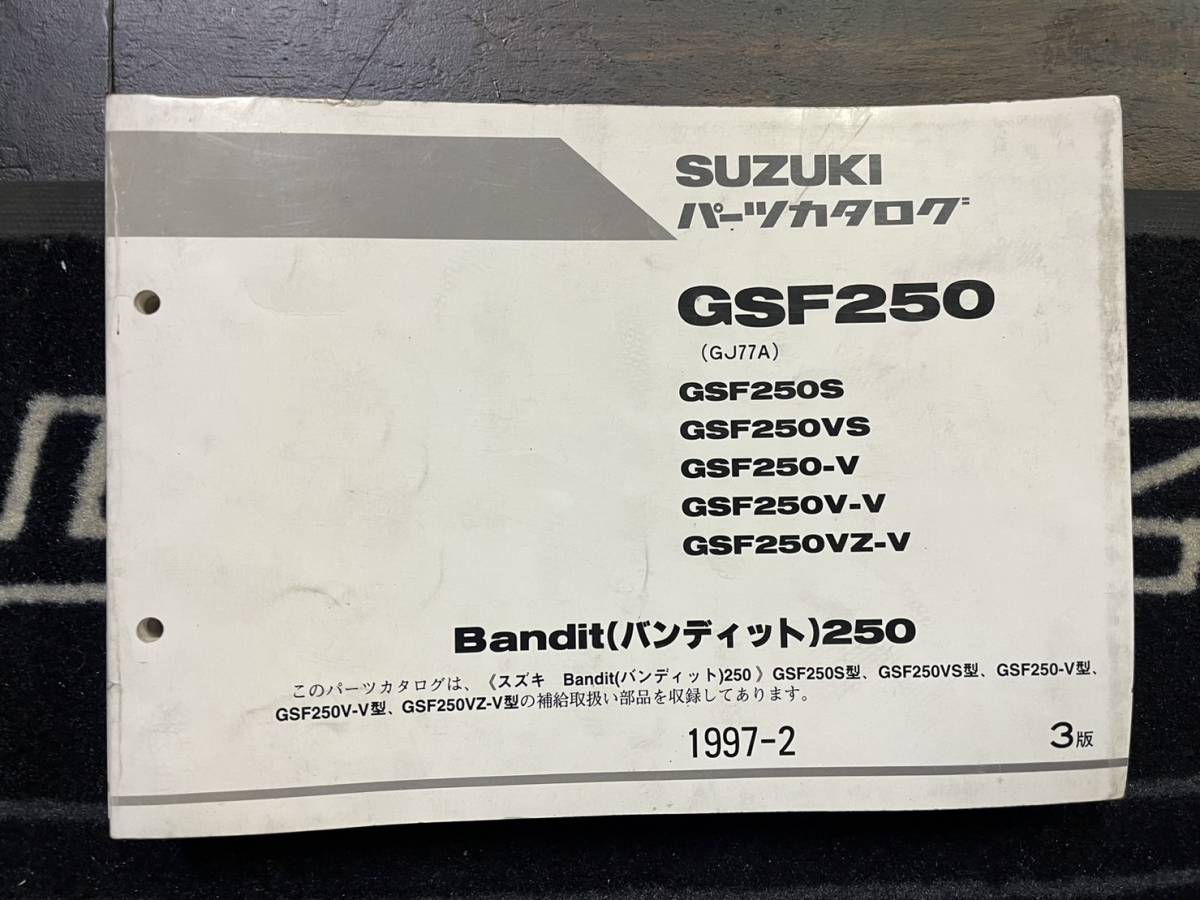 SUZUKI
パーツカタログ
GSF250
(GJ77A)
GSF250S
GSF250VS
GSF250-V
GSF250V-V
GSF250VZ-V
Bandit(バンディット)250
このパーツカタログは、《スズキ Bandit(バンディット)250》GSF250S型、GSF250VS型、GSF250-V型、
GSF250V-V型、GSF250VZ-V型の補給取扱い部品を収録してあります。
1997-2
3版